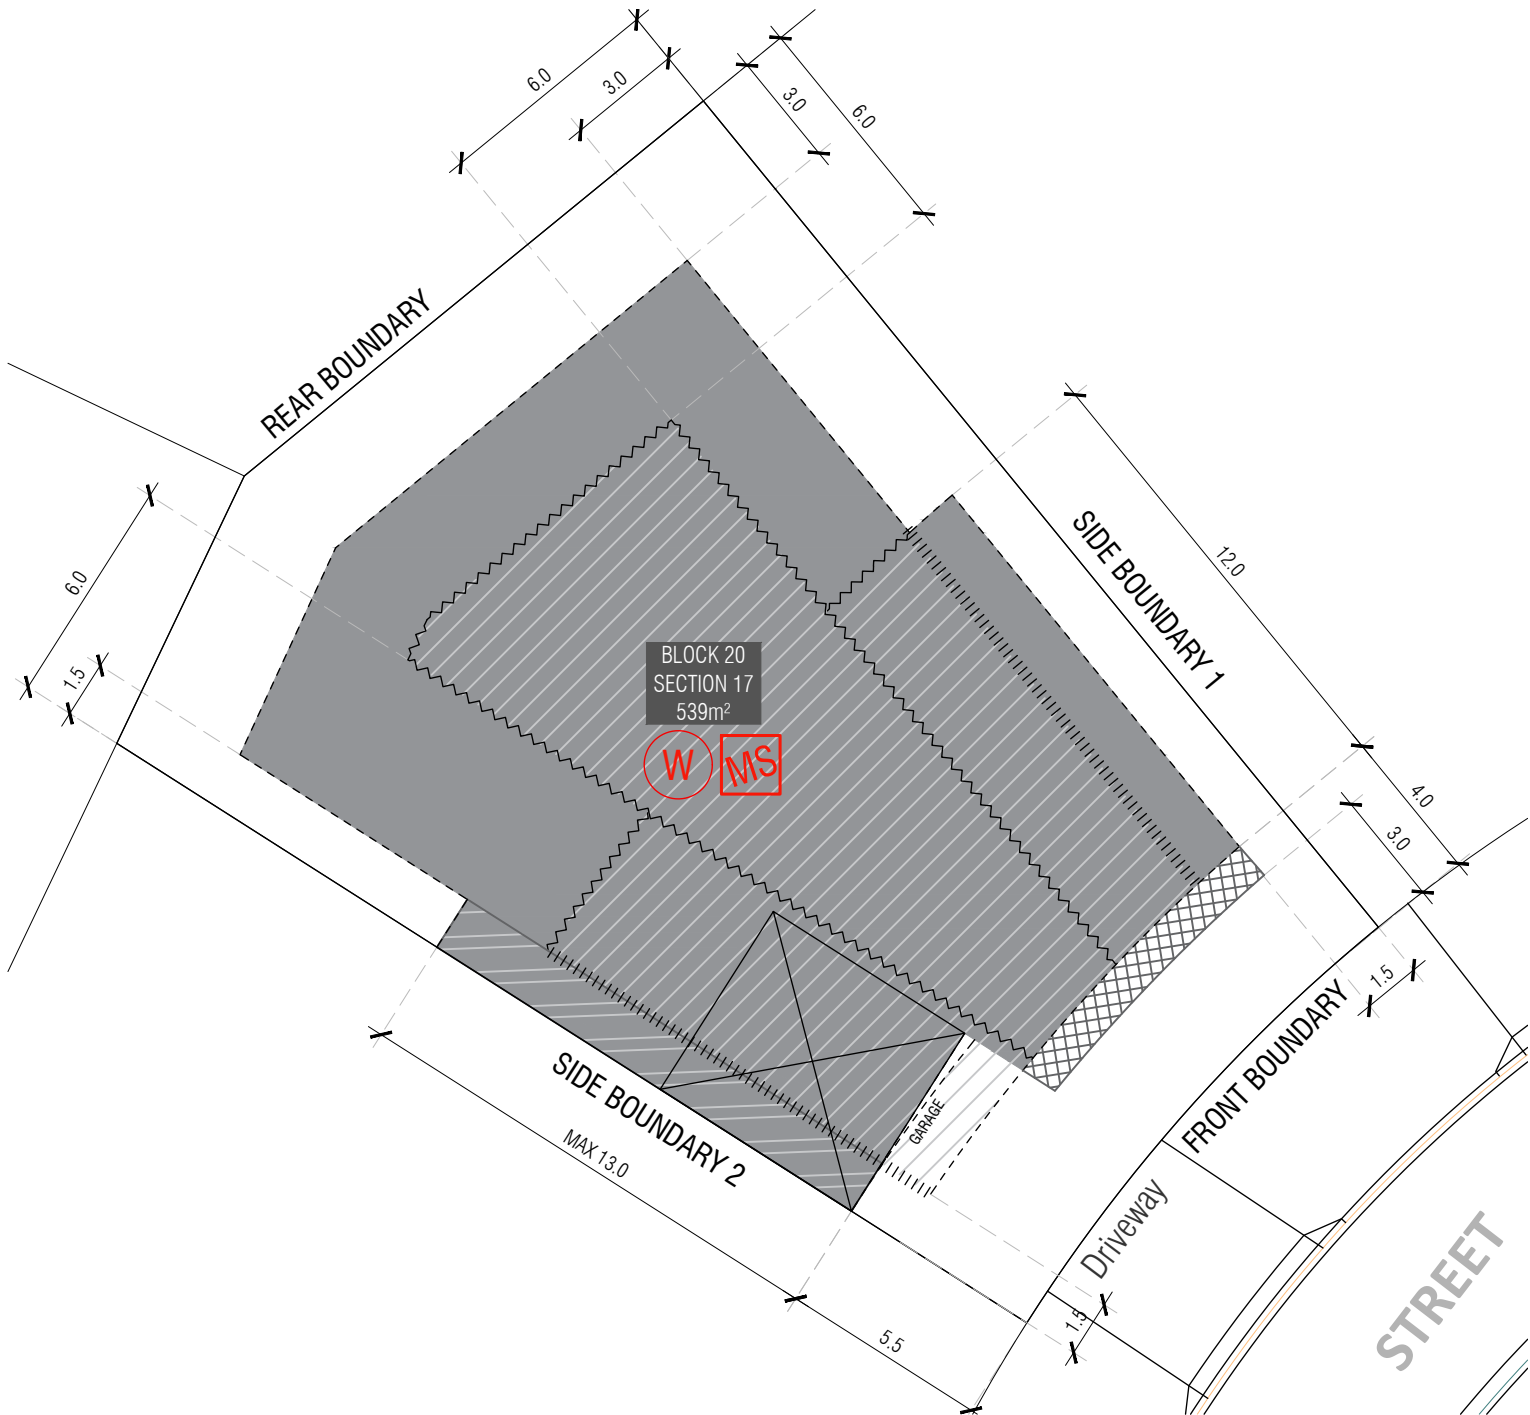 6.0
3.0
3.0
6.0
REAR BOUNDARY
12.0
SIDE BOUNDARY 1
6.0
1.5
BLOCK 20
SECTION 17
539m²
W
MS
4.0
3.0
1.5
FRONT BOUNDARY
GARAGE
SIDE BOUNDARY 2
MAX 13.0
Driveway
1.5
5.5
STREET